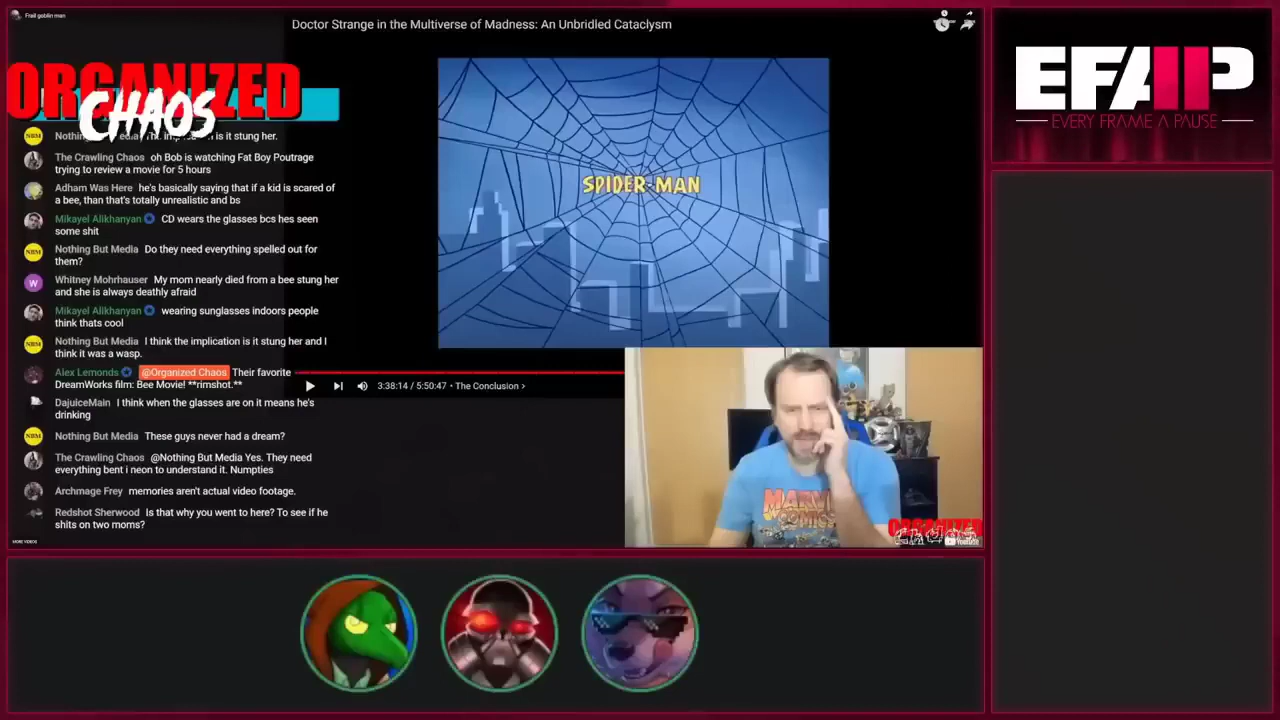 Frail goblin man
Doctor Strange in the Multiverse of Madness: An Unbridled Cataclysm
ORGANIZED
CHAOS
EFAP
EVERY FRAME A PAUSE
is it stung her.
The Crawling Chaos oh Bob is watching Fat Boy Poutrage
trying to review a movie for 5 hours
Adham Was Here he's basically saying that if a kid is scared of
a bee, than that's totally unrealistic and bs
Mikayel Alikhanyan CD wears the glasses bcs hes seen
some shit
Nothing But Media Do they need everything spelled out for
them?
W
Whitney Mohrhauser My mom nearly died from a bee stung her
and she is always deathly afraid
Mikayel Alikhanyan wearing sunglasses indoors people
think thats cool
Nothing But Media I think the implication is it stung her and I
think it was a wasp.
Alex Lemonds @Organized Chaos Their favorite
DreamWorks film: Bee Movie! **rimshot.**
DajuiceMain I think when the glasses are on it means he's
drinking
Nothing But Media These guys never had a dream?
The Crawling Chaos @Nothing But Media Yes. They need
everything bent i neon to understand it. Numpties
Archmage Frey memories aren't actual video footage.
Redshot Sherwood Is that why you went to here? To see if he
shits on two moms?
MORE VIDEOS
SPIDER-MAN
3:38:14 / 5:50:47 • The Conclusion >
MARVEL
COMICS
ORGANIZED
YouTube